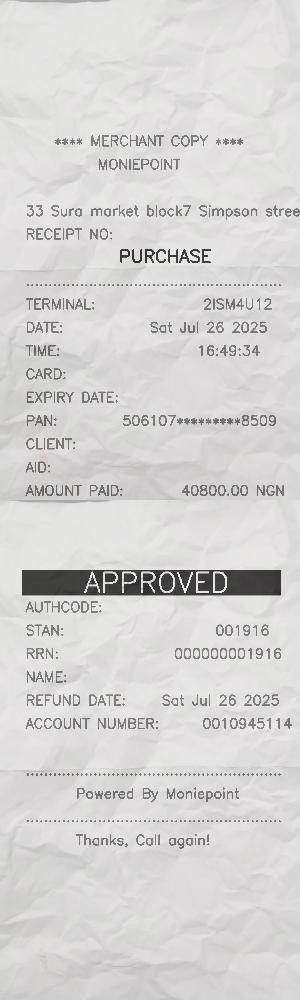 **** MERCHANT COPY ****
MONIEPOINT
33 Sura market block7 Simpson stree
RECEIPT NO:
PURCHASE
TERMINAL: 2ISM4U12
DATE: Sat Jul 26 2025
TIME: 16:49:34
CARD:
EXPIRY DATE:
PAN: 506107*********8509
CLIENT:
AID:
AMOUNT PAID: 40800.00 NGN
APPROVED
AUTHCODE:
STAN: 001916
RRN: 000000001916
NAME:
REFUND DATE: Sat Jul 26 2025
ACCOUNT NUMBER: 0010945114
Powered By Moniepoint
Thanks, Call again!